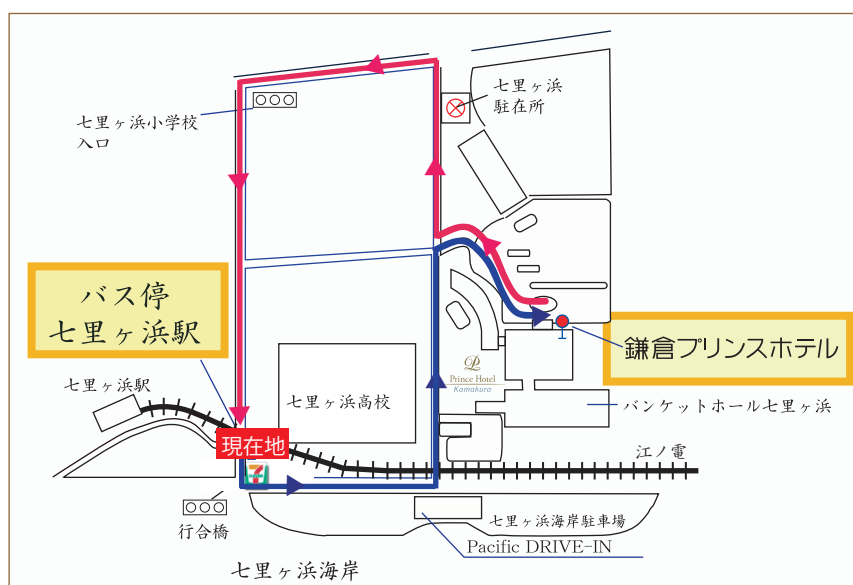 七里ヶ浜
駐在所
七里ヶ浜小学校
入口
バス停
七里ヶ浜駅
鎌倉プリンスホテル
Prince Hotel
Kamakura
七里ヶ浜駅
七里ヶ浜高校
バンケットホール七里ヶ浜
現在地
江ノ電
7
ELEVEN
行合橋
七里ヶ浜海岸駐車場
Pacific DRIVE-IN
七里ヶ浜海岸